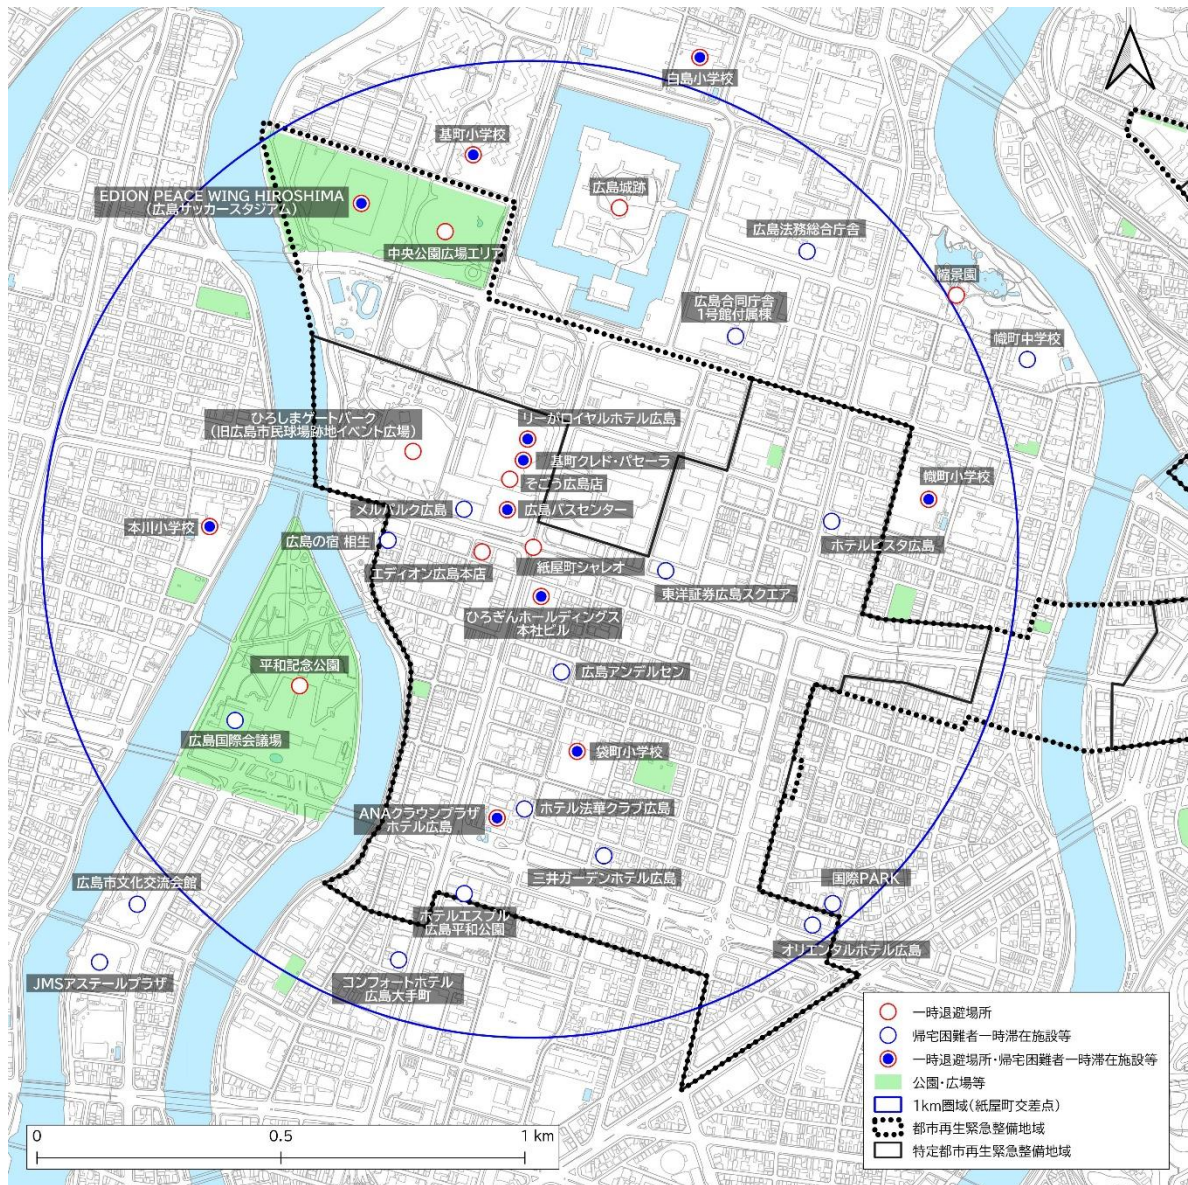 白島小学校
基町小学校
EDION PEACE WING HIROSHIMA
(広島サッカースタジアム)
広島城跡
中央公園広場エリア
広島法務総合庁舎
縮景園
広島合同庁舎
1号館付属棟
幟町中学校
ひろしまゲートパーク
(旧広島市民球場跡地イベント広場)
リーガロイヤルホテル広島
基町クレド・パセーラ
そごう広島店
幟町小学校
メルパルク広島
広島バスセンター
本川小学校
広島の宿 相生
エディオン広島本店
紙屋町シャレオ
ホテルビスタ広島
東洋証券広島スクエア
ひろぎんホールディングス
本社ビル
平和記念公園
広島アンデルセン
広島国際会議場
袋町小学校
ANAクラウンプラザ
ホテル広島
ホテル法華クラブ広島
三井ガーデンホテル広島
広島市文化交流会館
国際PARK
ホテルエスプル
広島平和公園
オリエンタルホテル広島
JMSアステールプラザ
コンフォートホテル
広島大手町
一時退避場所
帰宅困難者一時滞在施設等
一時退避場所・帰宅困難者一時滞在施設等
公園・広場等
1km圏域(紙屋町交差点)
都市再生緊急整備地域
特定都市再生緊急整備地域
0 0.5 1 km